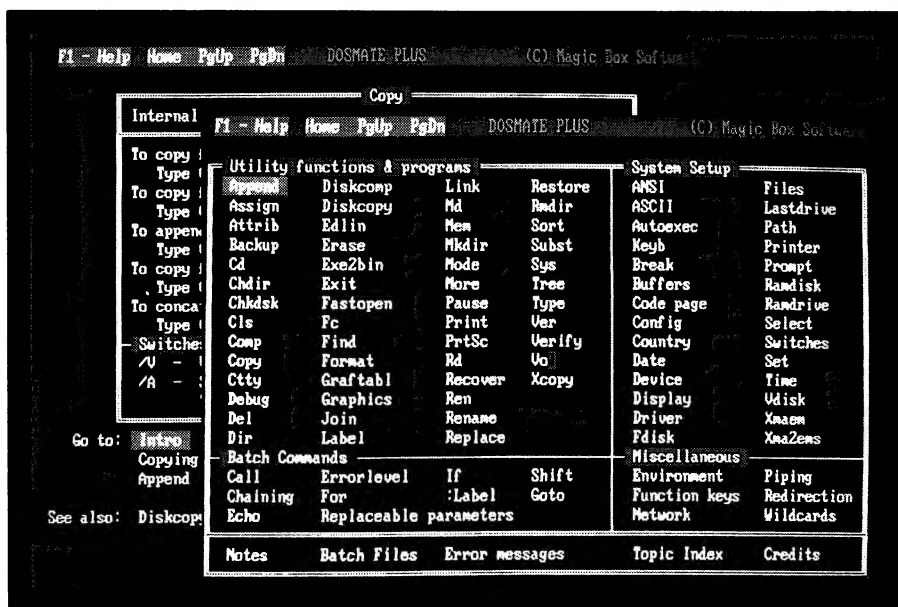 F1 - Help Home PgUp PgDn DOSMATE PLUS (C) Magic Box Softwa
Copy
Internal
To copy
Type
To copy
Type
To appen
Type
To copy
Type
To conca
Type
Switche
/V -
/A -
Go to: Intro
Copying
Append
See also: Diskcop
F1 - Help Home PgUp PgDn DOSMATE PLUS (C) Magic Box Softwar
Utility functions & programs System Setup
Append Diskcomp Link Restore ANSI Files
Assign Diskcopy Md Rmdir ASCII Lastdrive
Attrib Edlin Mem Sort Autoexec Path
Backup Erase Mkdir Subst Keyb Printer
Cd Exe2bin Mode Sys Break Prompt
Chdir Exit More Tree Buffers Ramdisk
Chkdsk Fastopen Pause Type Code page Ramdrive
Cls Fc Print Ver Config Select
Comp Find PrtSc Verify Country Switches
Copy Format Rd Vo Date Set
Ctty Graftabl Recover Xcopy Device Time
Debug Graphics Ren Display Vdisk
Del Join Rename Driver Xmaem
Dir Label Replace Fdisk Xma2ems
Batch Commands Miscellaneous
Call Errorlevel If Shift Environment Piping
Chaining For :Label Goto Function keys Redirection
Echo Replaceable parameters Network Wildcards
Notes Batch Files Error messages Topic Index Credits